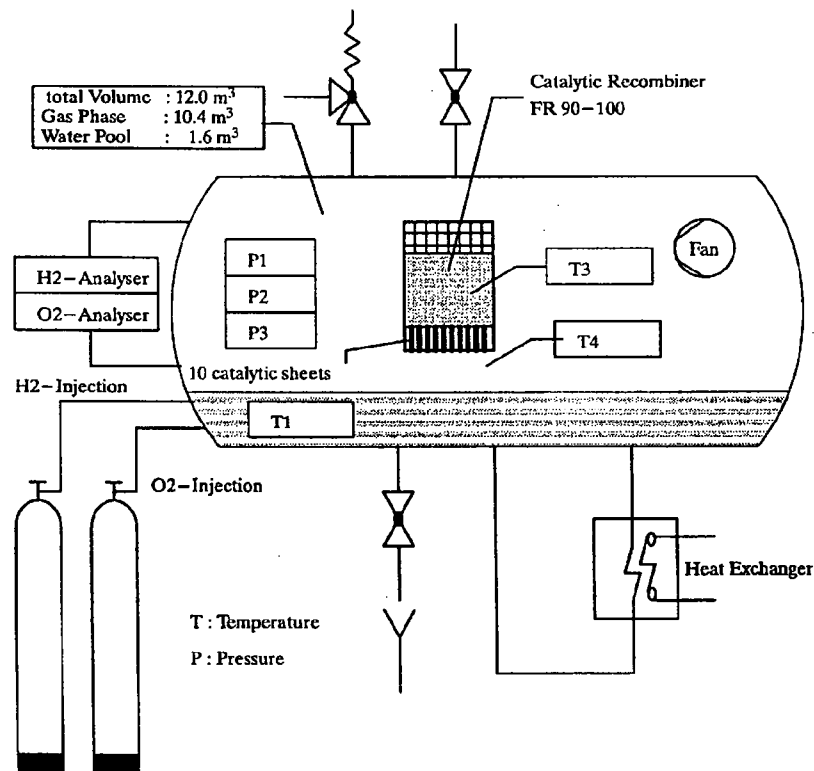 total Volume : 12.0 m³
Gas Phase : 10.4 m³
Water Pool : 1.6 m³
Catalytic Recombiner
FR 90-100
Fan
P1
P2
P3
T3
T4
H2-Analyser
O2-Analyser
10 catalytic sheets
H2-Injection
T1
O2-Injection
Heat Exchanger
T : Temperature
P : Pressure